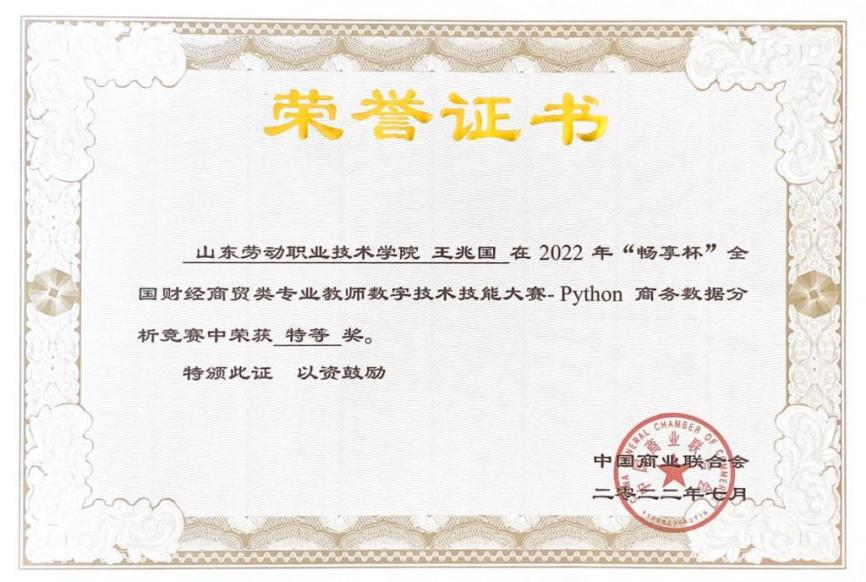 荣誉证书
山东劳动职业技术学院 王兆国 在 2022 年“畅享杯”全
国财经商贸类专业教师数字技术技能大赛- Python 商务数据分
析竞赛中荣获 特等 奖。
特颁此证 以资鼓励
CHINA GENERAL CHAMBER OF COMMERCE
中国商业联合会
中国商业联合会
二零二二年七月